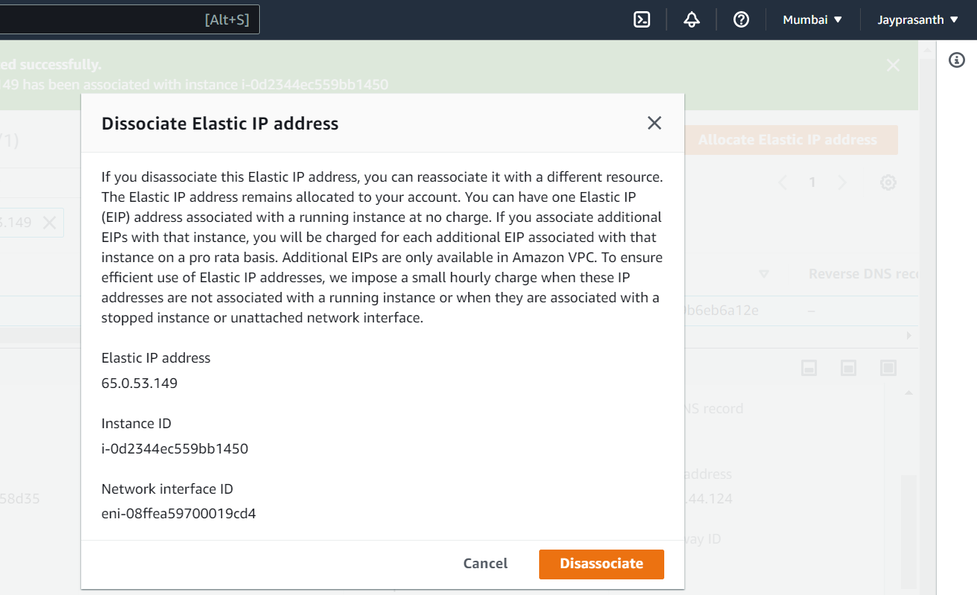 [Alt+S]
Mumbai ▼
Jayprasanth ▼
ed successfully.
149 has been associated with instance i-0d2344ec559bb1450
Dissociate Elastic IP address
Allocate Elastic IP address
1
If you disassociate this Elastic IP address, you can reassociate it with a different resource.
The Elastic IP address remains allocated to your account. You can have one Elastic IP
(EIP) address associated with a running instance at no charge. If you associate additional
EIPs with that instance, you will be charged for each additional EIP associated with that
instance on a pro rata basis. Additional EIPs are only available in Amazon VPC. To ensure
efficient use of Elastic IP addresses, we impose a small hourly charge when these IP
addresses are not associated with a running instance or when they are associated with a
stopped instance or unattached network interface.
3.149
Reverse DNS rec
b6eb6a12e
–
Elastic IP address
65.0.53.149
Instance ID
i-0d2344ec559bb1450
Network interface ID
eni-08ffea59700019cd4
NS record
address
.44.124
58d35
way ID
Cancel
Disassociate